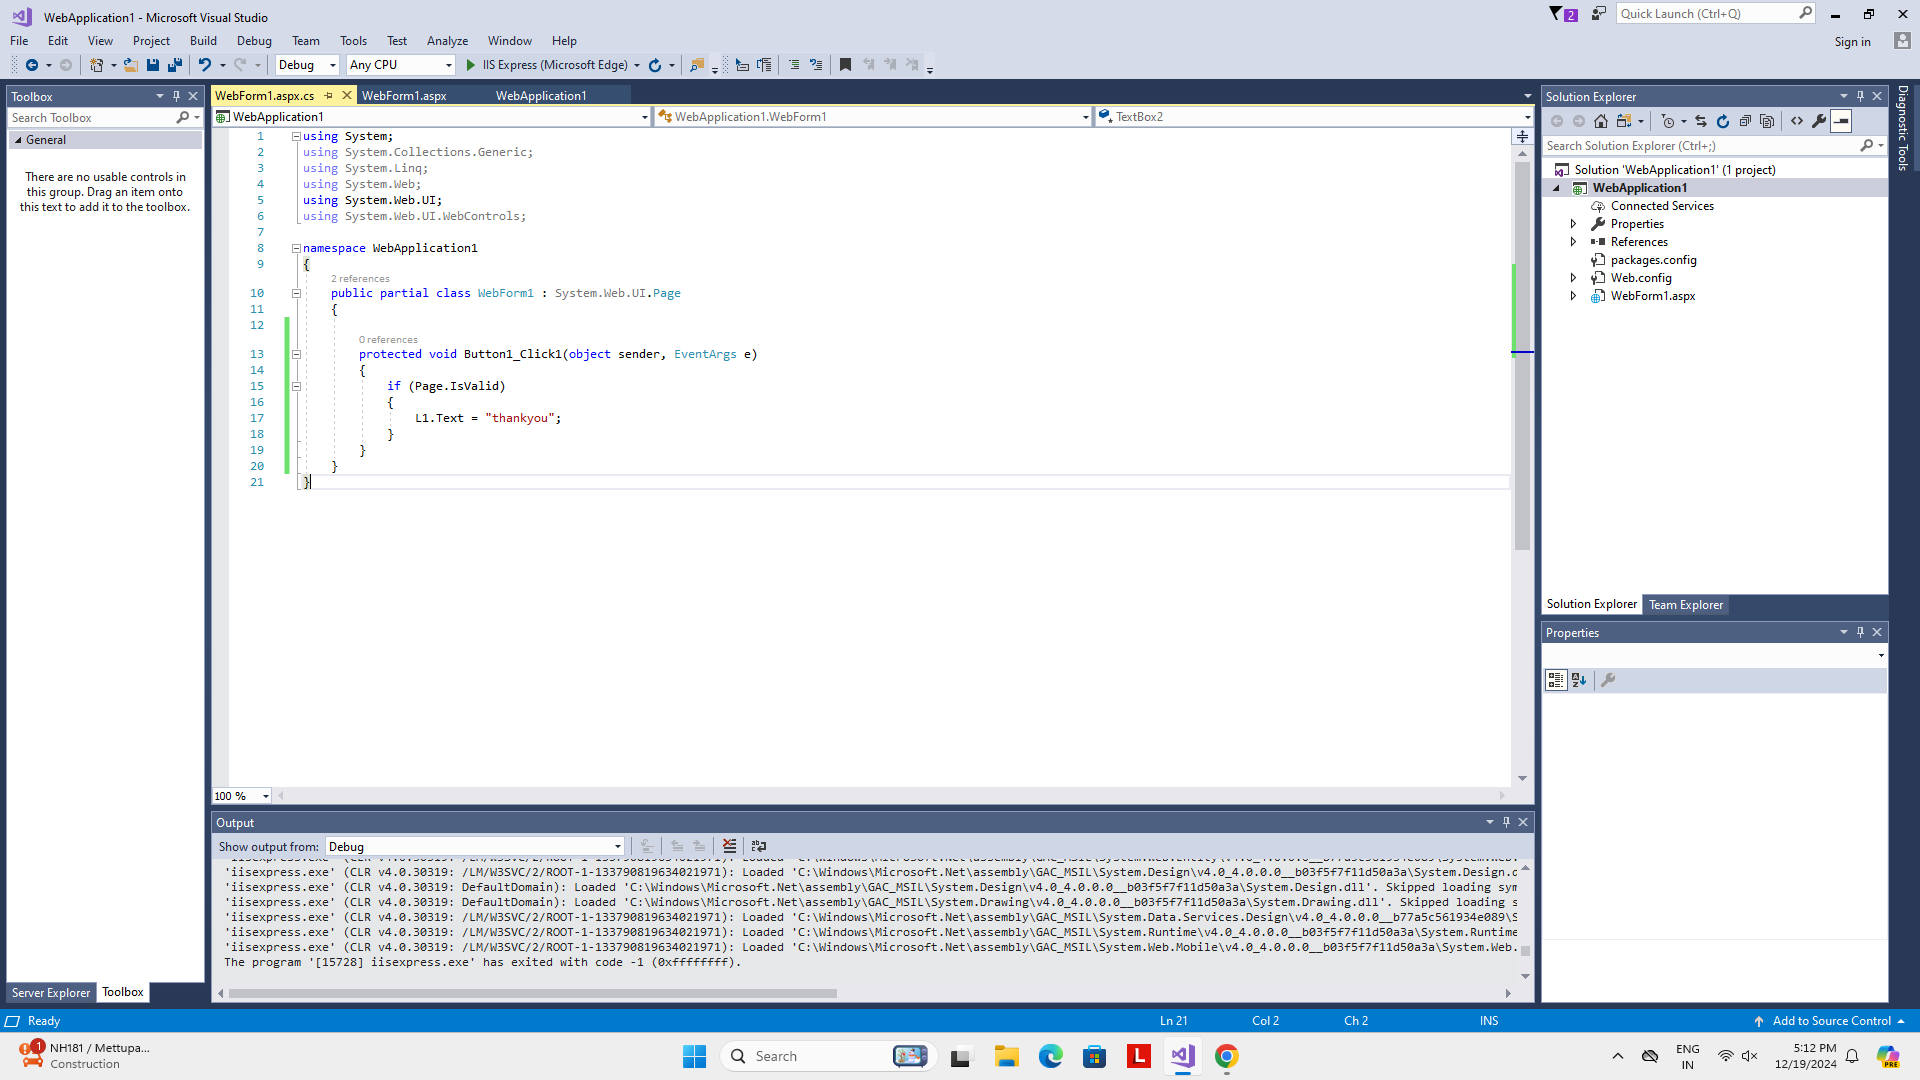 WebApplication1 - Microsoft Visual Studio
2
Quick Launch (Ctrl+Q)
File Edit View Project Build Debug Team Tools Test Analyze Window Help
Sign in
Debug Any CPU IIS Express (Microsoft Edge)
Toolbox
Search Toolbox
General
There are no usable controls in
this group. Drag an item onto
this text to add it to the toolbox.
Server Explorer Toolbox
WebForm1.aspx.cs WebForm1.aspx WebApplication1
WebApplication1 WebApplication1.WebForm1 TextBox2
1 using System;
2 using System.Collections.Generic;
3 using System.Linq;
4 using System.Web;
5 using System.Web.UI;
6 using System.Web.UI.WebControls;
7
8 namespace WebApplication1
9 {
2 references
10 public partial class WebForm1 : System.Web.UI.Page
11 {
12
0 references
13 protected void Button1_Click1(object sender, EventArgs e)
14 {
15 if (Page.IsValid)
16 {
17 L1.Text = "thankyou";
18 }
19 }
20 }
21 }
100 %
Output
Show output from: Debug
'iisexpress.exe' (CLR v4.0.30319: /LM/W3SVC/2/ROOT-1-133790819634021971): Loaded 'C:\Windows\Microsoft.Net\assembly\GAC_MSIL\System.Design\v4.0_4.0.0.0__b03f5f7f11d50a3a\System.Design.d
'iisexpress.exe' (CLR v4.0.30319: DefaultDomain): Loaded 'C:\Windows\Microsoft.Net\assembly\GAC_MSIL\System.Design\v4.0_4.0.0.0__b03f5f7f11d50a3a\System.Design.dll'. Skipped loading sym
'iisexpress.exe' (CLR v4.0.30319: DefaultDomain): Loaded 'C:\Windows\Microsoft.Net\assembly\GAC_MSIL\System.Drawing\v4.0_4.0.0.0__b03f5f7f11d50a3a\System.Drawing.dll'. Skipped loading s
'iisexpress.exe' (CLR v4.0.30319: /LM/W3SVC/2/ROOT-1-133790819634021971): Loaded 'C:\Windows\Microsoft.Net\assembly\GAC_MSIL\System.Data.Services.Design\v4.0_4.0.0.0__b77a5c561934e089\S
'iisexpress.exe' (CLR v4.0.30319: /LM/W3SVC/2/ROOT-1-133790819634021971): Loaded 'C:\Windows\Microsoft.Net\assembly\GAC_MSIL\System.Runtime\v4.0_4.0.0.0__b03f5f7f11d50a3a\System.Runtime
'iisexpress.exe' (CLR v4.0.30319: /LM/W3SVC/2/ROOT-1-133790819634021971): Loaded 'C:\Windows\Microsoft.Net\assembly\GAC_MSIL\System.Web.Mobile\v4.0_4.0.0.0__b03f5f7f11d50a3a\System.Web.
The program '[15728] iisexpress.exe' has exited with code -1 (0xffffffff).
Solution Explorer
Search Solution Explorer (Ctrl+;)
Solution 'WebApplication1' (1 project)
WebApplication1
Connected Services
Properties
References
packages.config
Web.config
WebForm1.aspx
Solution Explorer Team Explorer
Properties
Diagnostic Tools
Ready Ln 21 Col 2 Ch 2 INS Add to Source Control
1
NH181 / Mettupa...
Construction
Search
L
PRE
ENG
IN
5:12 PM
12/19/2024